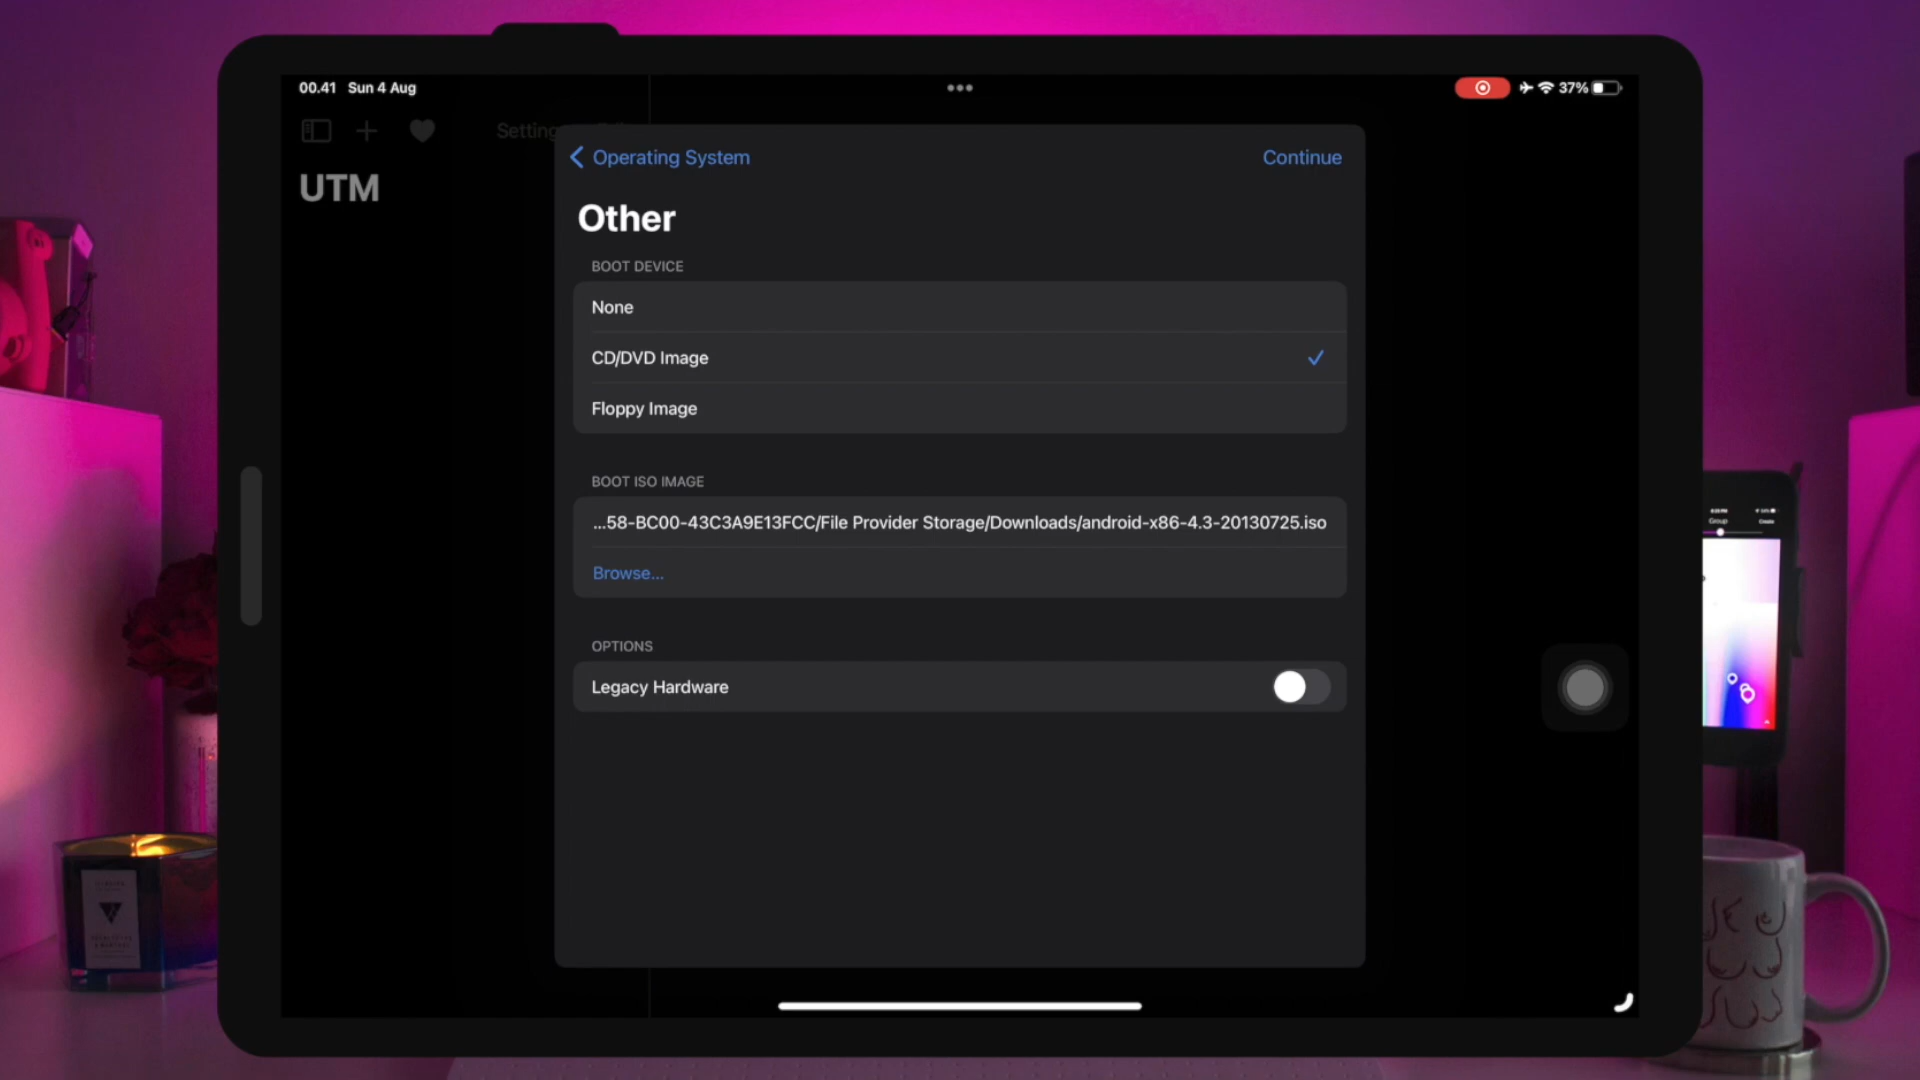 00.41 Sun 4 Aug
37%
UTM
Operating System
Continue
Other
BOOT DEVICE
None
CD/DVD Image
Floppy Image
BOOT ISO IMAGE
...58-BC00-43C3A9E13FCC/File Provider Storage/Downloads/android-x86-4.3-20130725.iso
Browse...
OPTIONS
Legacy Hardware
Group